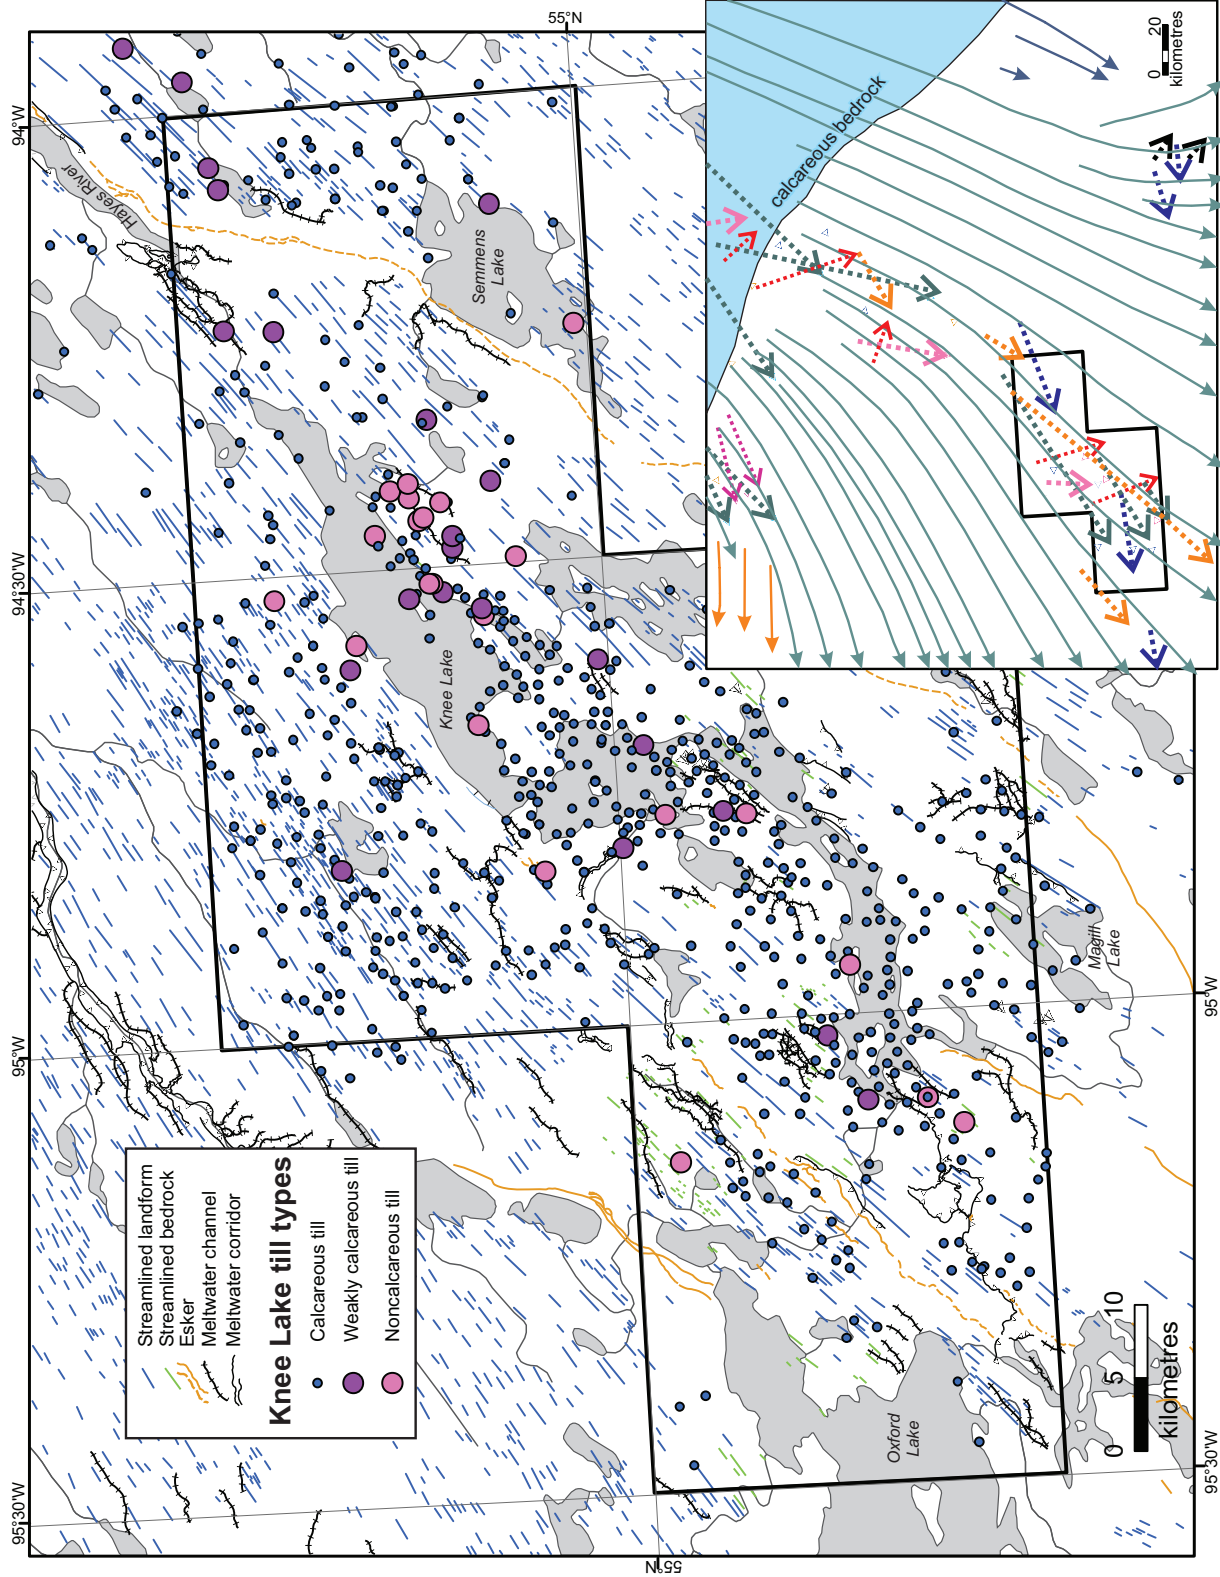 95°30'W
95°W
94°30'W
94°W
55°N
55°N
95°30'W
95°W
Hayes River
Semmens
Lake
Knee Lake
Magill
Lake
Oxford
Lake
Streamlined landform
Streamlined bedrock
Esker
Meltwater channel
Meltwater corridor
Knee Lake till types
Calcareous till
Weakly calcareous till
Noncalcareous till
0 5 10
kilometres
calcareous bedrock
0 20
kilometres